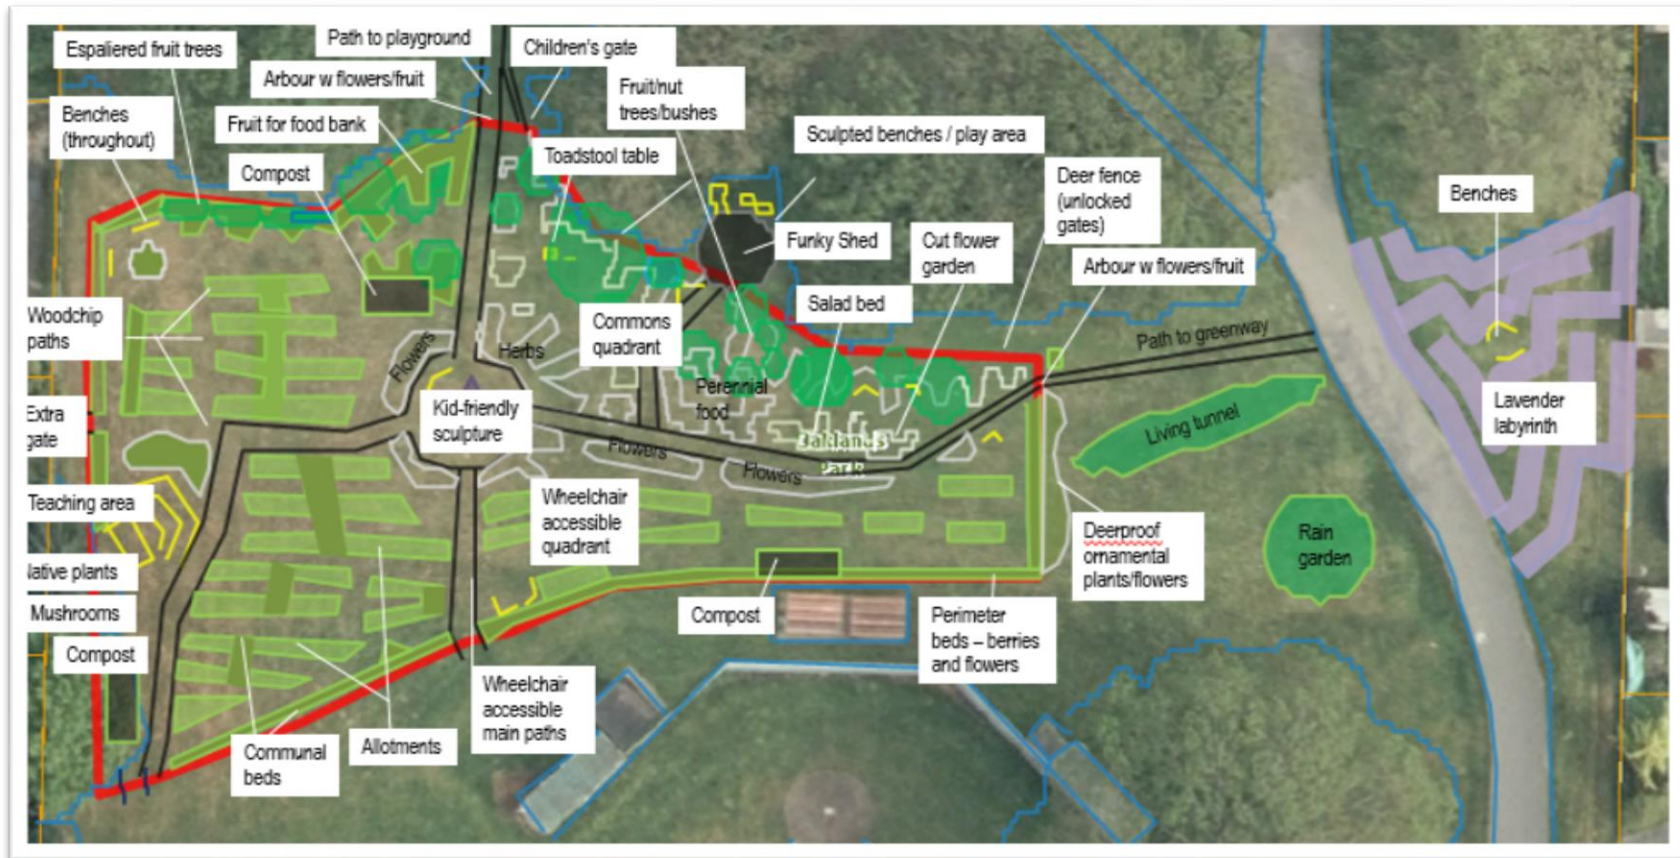 Espaliered fruit trees
Path to playground
Children's gate
Arbour w flowers/fruit
Fruit/nut
trees/bushes
Benches
(throughout)
Fruit for food bank
Sculpted benches / play area
Toadstool table
Compost
Deer fence
(unlocked
gates)
Benches
Funky Shed
Cut flower
garden
Arbour w flowers/fruit
Woodchip
paths
Commons
quadrant
Salad bed
Path to greenway
Flowers
Herbs
Perennial
food
Extra
gate
Kid-friendly
sculpture
Lavender
labyrinth
Living tunnel
Flowers
Park
Flowers
Teaching area
Wheelchair
accessible
quadrant
Deerproof
ornamental
plants/flowers
Rain
garden
plants
Mushrooms
Compost
Compost
Perimeter
beds – berries
and flowers
Wheelchair
accessible
main paths
Communal
beds
Allotments